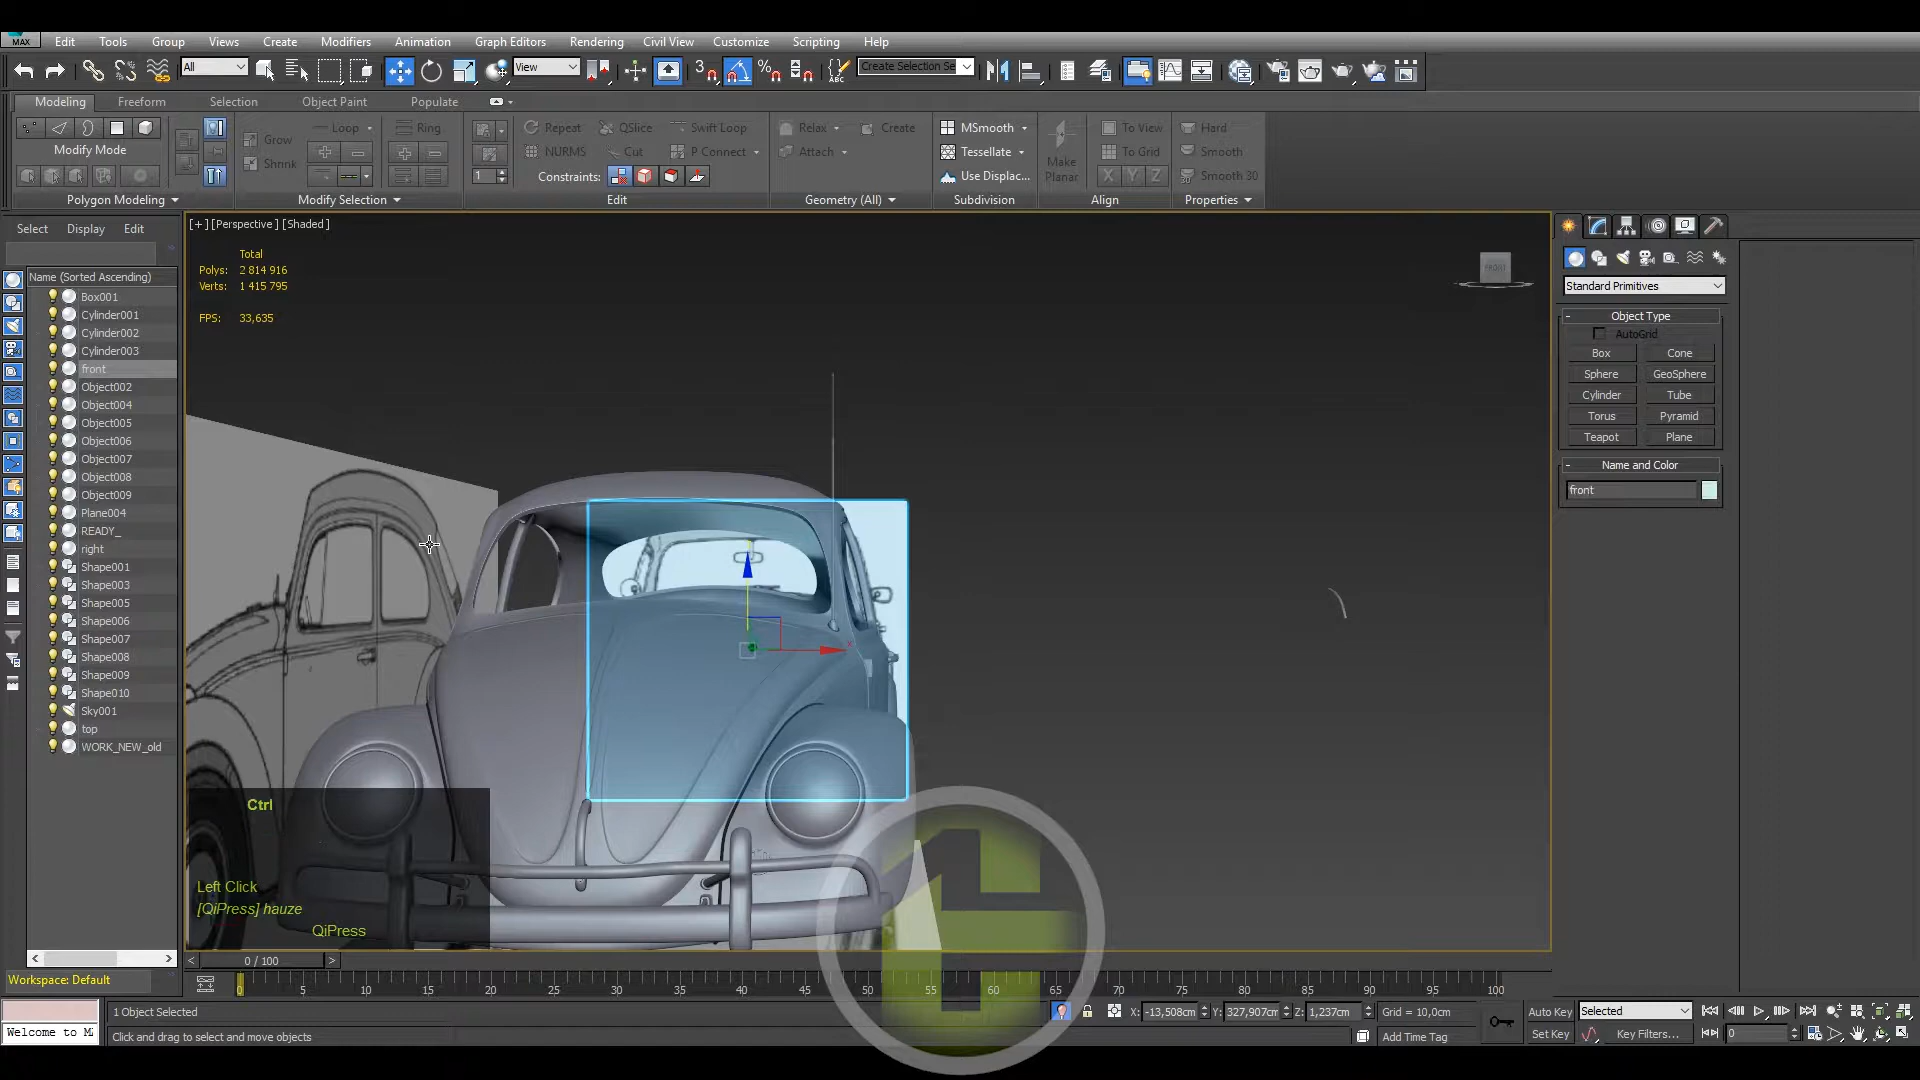 MAX
Edit Tools Group Views Create Modifiers Animation Graph Editors Rendering Civil View Customize Scripting Help
All View 3 % ABC Create Selection Se
Modeling Freeform Selection Object Paint Populate
Grow Loop Ring Repeat QSlice Swift Loop Relax Create MSmooth To View Hard
Modify Mode Shrink NURMS Cut P Connect Attach Tessellate Make Planar To Grid Smooth
1 Constraints: Use Displac... X Y Z Smooth 30
Polygon Modeling Modify Selection Edit Geometry (All) Subdivision Align Properties
Select Display Edit
[+] [Perspective] [Shaded]
Total
Polys: 2 814 916
Verts: 1 415 795
FPS: 33,635
FRONT
Name (Sorted Ascending)
Box001
Cylinder001
Cylinder002
Cylinder003
front
Object002
Object004
Object005
Object006
Object007
Object008
Object009
Plane004
READY_
right
Shape001
Shape003
Shape005
Shape006
Shape007
Shape008
Shape009
Shape010
Sky001
top
WORK_NEW_old
x
Standard Primitives
- Object Type
AutoGrid
Box Cone
Sphere GeoSphere
Cylinder Tube
Torus Pyramid
Teapot Plane
- Name and Color
front
Ctrl
Left Click
[QiPress] hauze
QiPress
< 0 / 100 >
Workspace: Default
0 5 10 15 20 25 30 35 40 45 50 55 60 65 70 75 80 85 90 95 100
1 Object Selected X: -13,508cm Y: 327,907cm Z: 1,237cm Grid = 10,0cm Auto Key Selected
Welcome to M Click and drag to select and move objects Add Time Tag Set Key Key Filters... 0